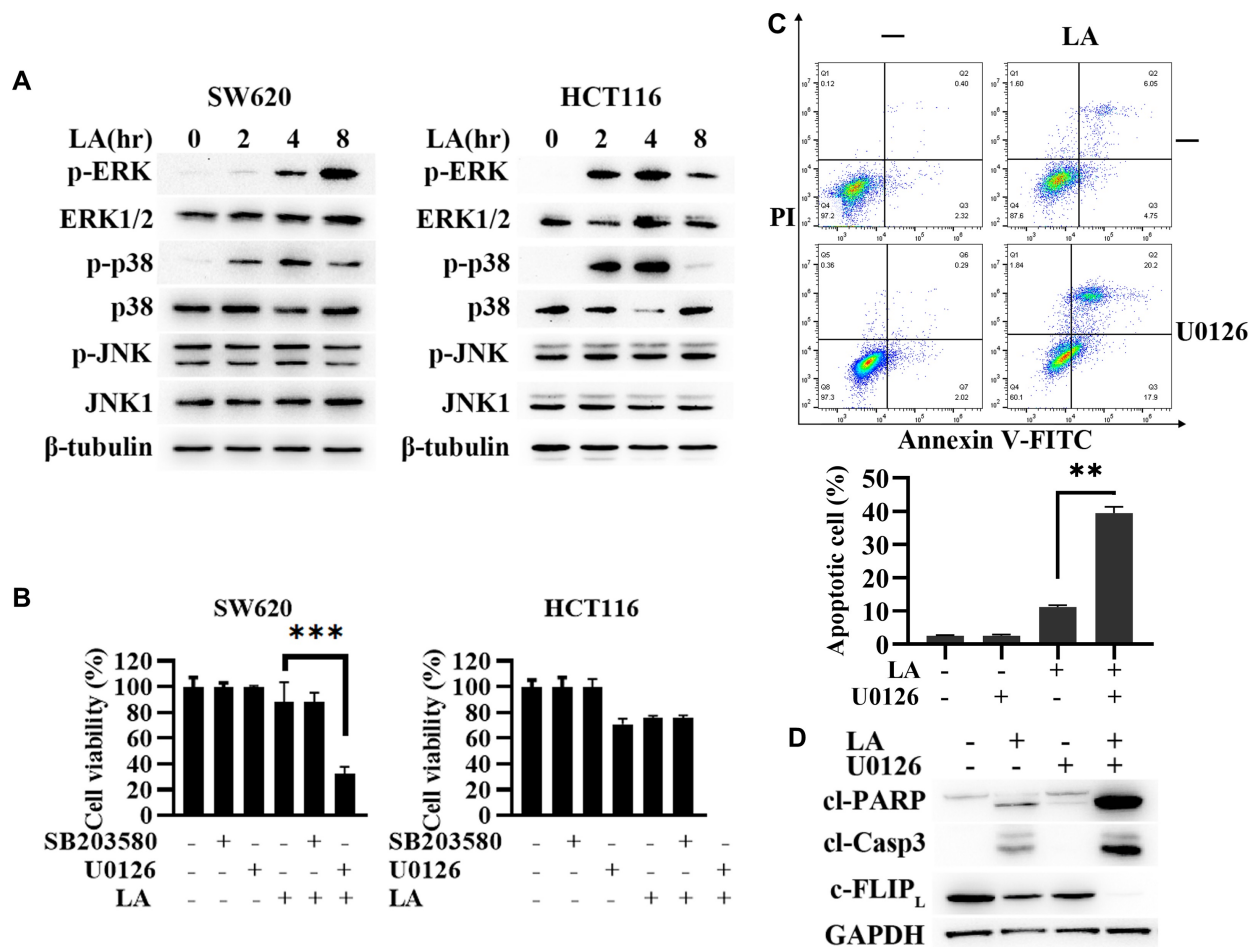 A
SW620
LA(hr) 0 2 4 8
p-ERK
ERK1/2
p-p38
p38
p-JNK
JNK1
β-tubulin
HCT116
LA(hr) 0 2 4 8
p-ERK
ERK1/2
p-p38
p38
p-JNK
JNK1
β-tubulin
B
SW620
***
Cell viability (%)
120
100
80
60
40
20
0
SB203580 - + - - + -
U0126 - - + - - +
LA - - - + + +
HCT116
Cell viability (%)
120
100
80
60
40
20
0
SB203580 - + - - + -
U0126 - - + - - +
LA - - - + + +
C
— LA
Q1 0.12
Q2 0.40
Q4 97.2
Q3 2.32
Q1 1.60
Q2 6.05
Q4 87.6
Q3 4.75
—
PI
Q5 0.36
Q6 0.29
Q8 97.3
Q7 2.02
Q1 1.84
Q2 20.2
Q4 60.1
Q3 17.9
U0126
Annexin V-FITC
**
Apoptotic cell (%)
50
40
30
20
10
0
LA - - + +
U0126 - + - +
D
LA - + - +
U0126 - - + +
cl-PARP
cl-Casp3
c-FLIPL
GAPDH